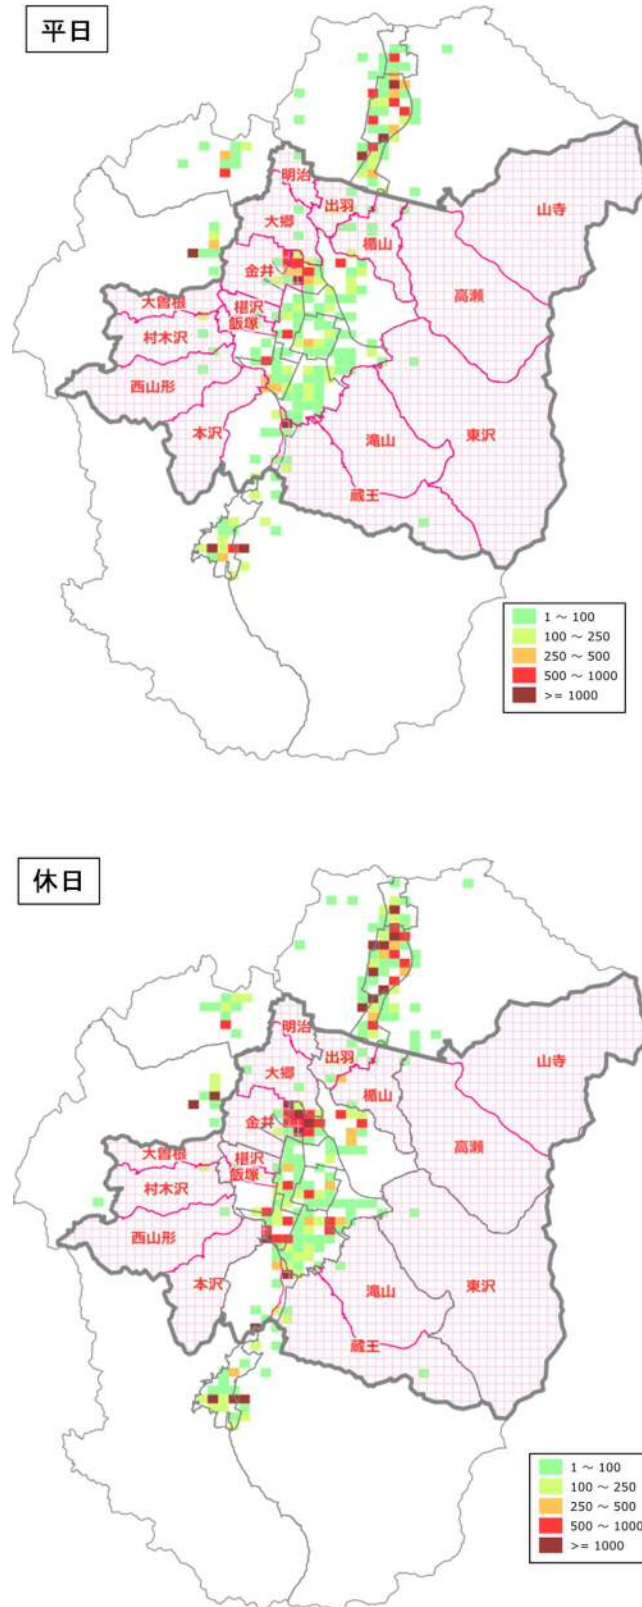 平日
明治
出羽
山寺
大郷
楯山
金井
高瀬
大曽根
椹沢
飯塚
村木沢
西山形
本沢
滝山
東沢
蔵王
1 ～ 100
100 ～ 250
250 ～ 500
500 ～ 1000
>= 1000
休日
明治
出羽
山寺
大郷
楯山
金井
高瀬
大曽根
椹沢
飯塚
村木沢
西山形
本沢
滝山
東沢
蔵王
1 ～ 100
100 ～ 250
250 ～ 500
500 ～ 1000
>= 1000